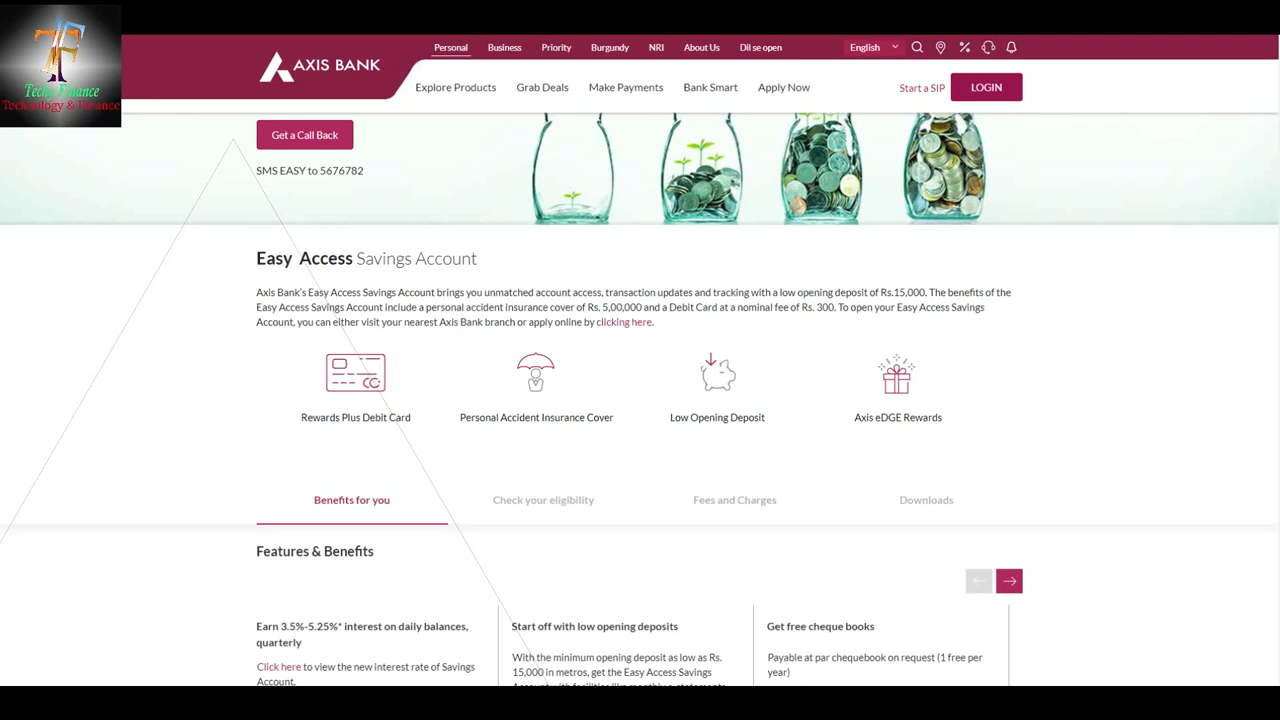 TF
Techy Finance
Technology & Finance
Personal Business Priority Burgundy NRI About Us Dil se open English
AXIS BANK
Explore Products Grab Deals Make Payments Bank Smart Apply Now Start a SIP LOGIN
Get a Call Back
SMS EASY to 5676782
Easy Access Savings Account
Axis Bank's Easy Access Savings Account brings you unmatched account access, transaction updates and tracking with a low opening deposit of Rs.15,000. The benefits of the
Easy Access Savings Account include a personal accident insurance cover of Rs. 5,00,000 and a Debit Card at a nominal fee of Rs. 300. To open your Easy Access Savings
Account, you can either visit your nearest Axis Bank branch or apply online by clicking here.
Rewards Plus Debit Card Personal Accident Insurance Cover Low Opening Deposit Axis eDGE Rewards
Benefits for you Check your eligibility Fees and Charges Downloads
Features & Benefits
Earn 3.5%-5.25%* interest on daily balances,
quarterly
Click here to view the new interest rate of Savings
Account.
Start off with low opening deposits
With the minimum opening deposit as low as Rs.
15,000 in metros, get the Easy Access Savings
Account with facilities like monthly e-statements
Get free cheque books
Payable at par chequebook on request (1 free per
year)